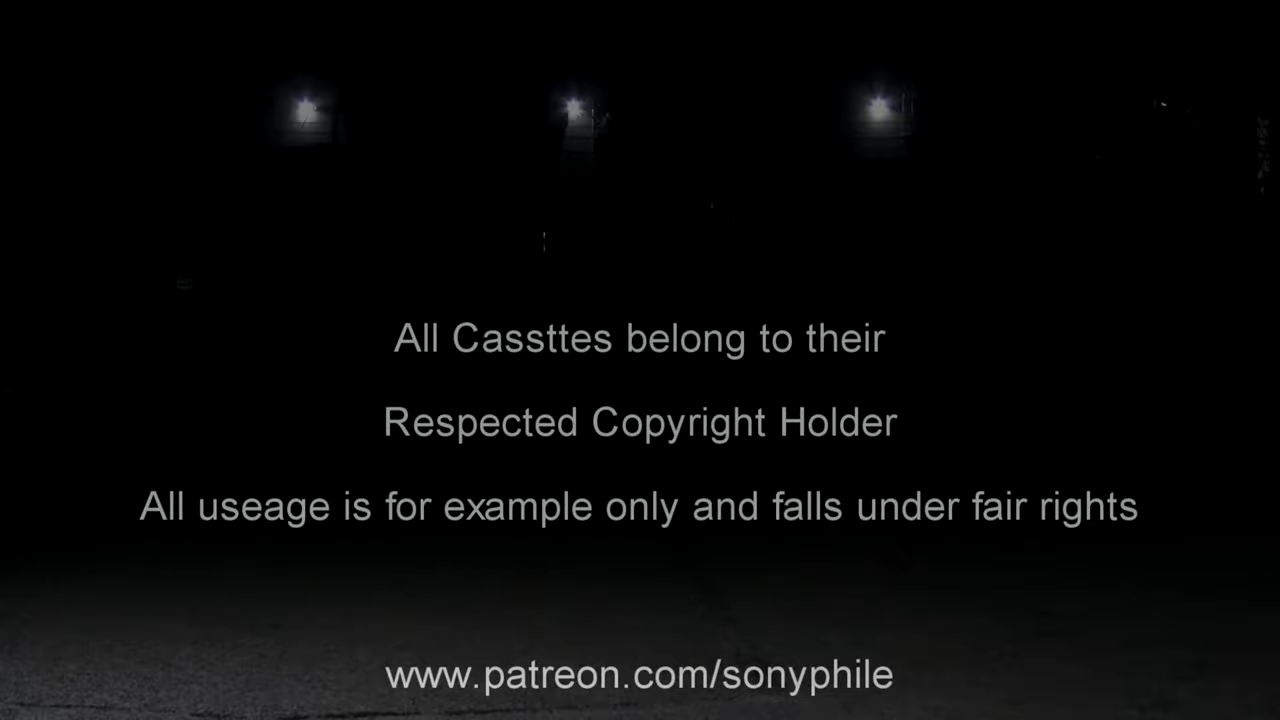 All Cassttes belong to their
Respected Copyright Holder
All useage is for example only and falls under fair rights
www.patreon.com/sonyphile